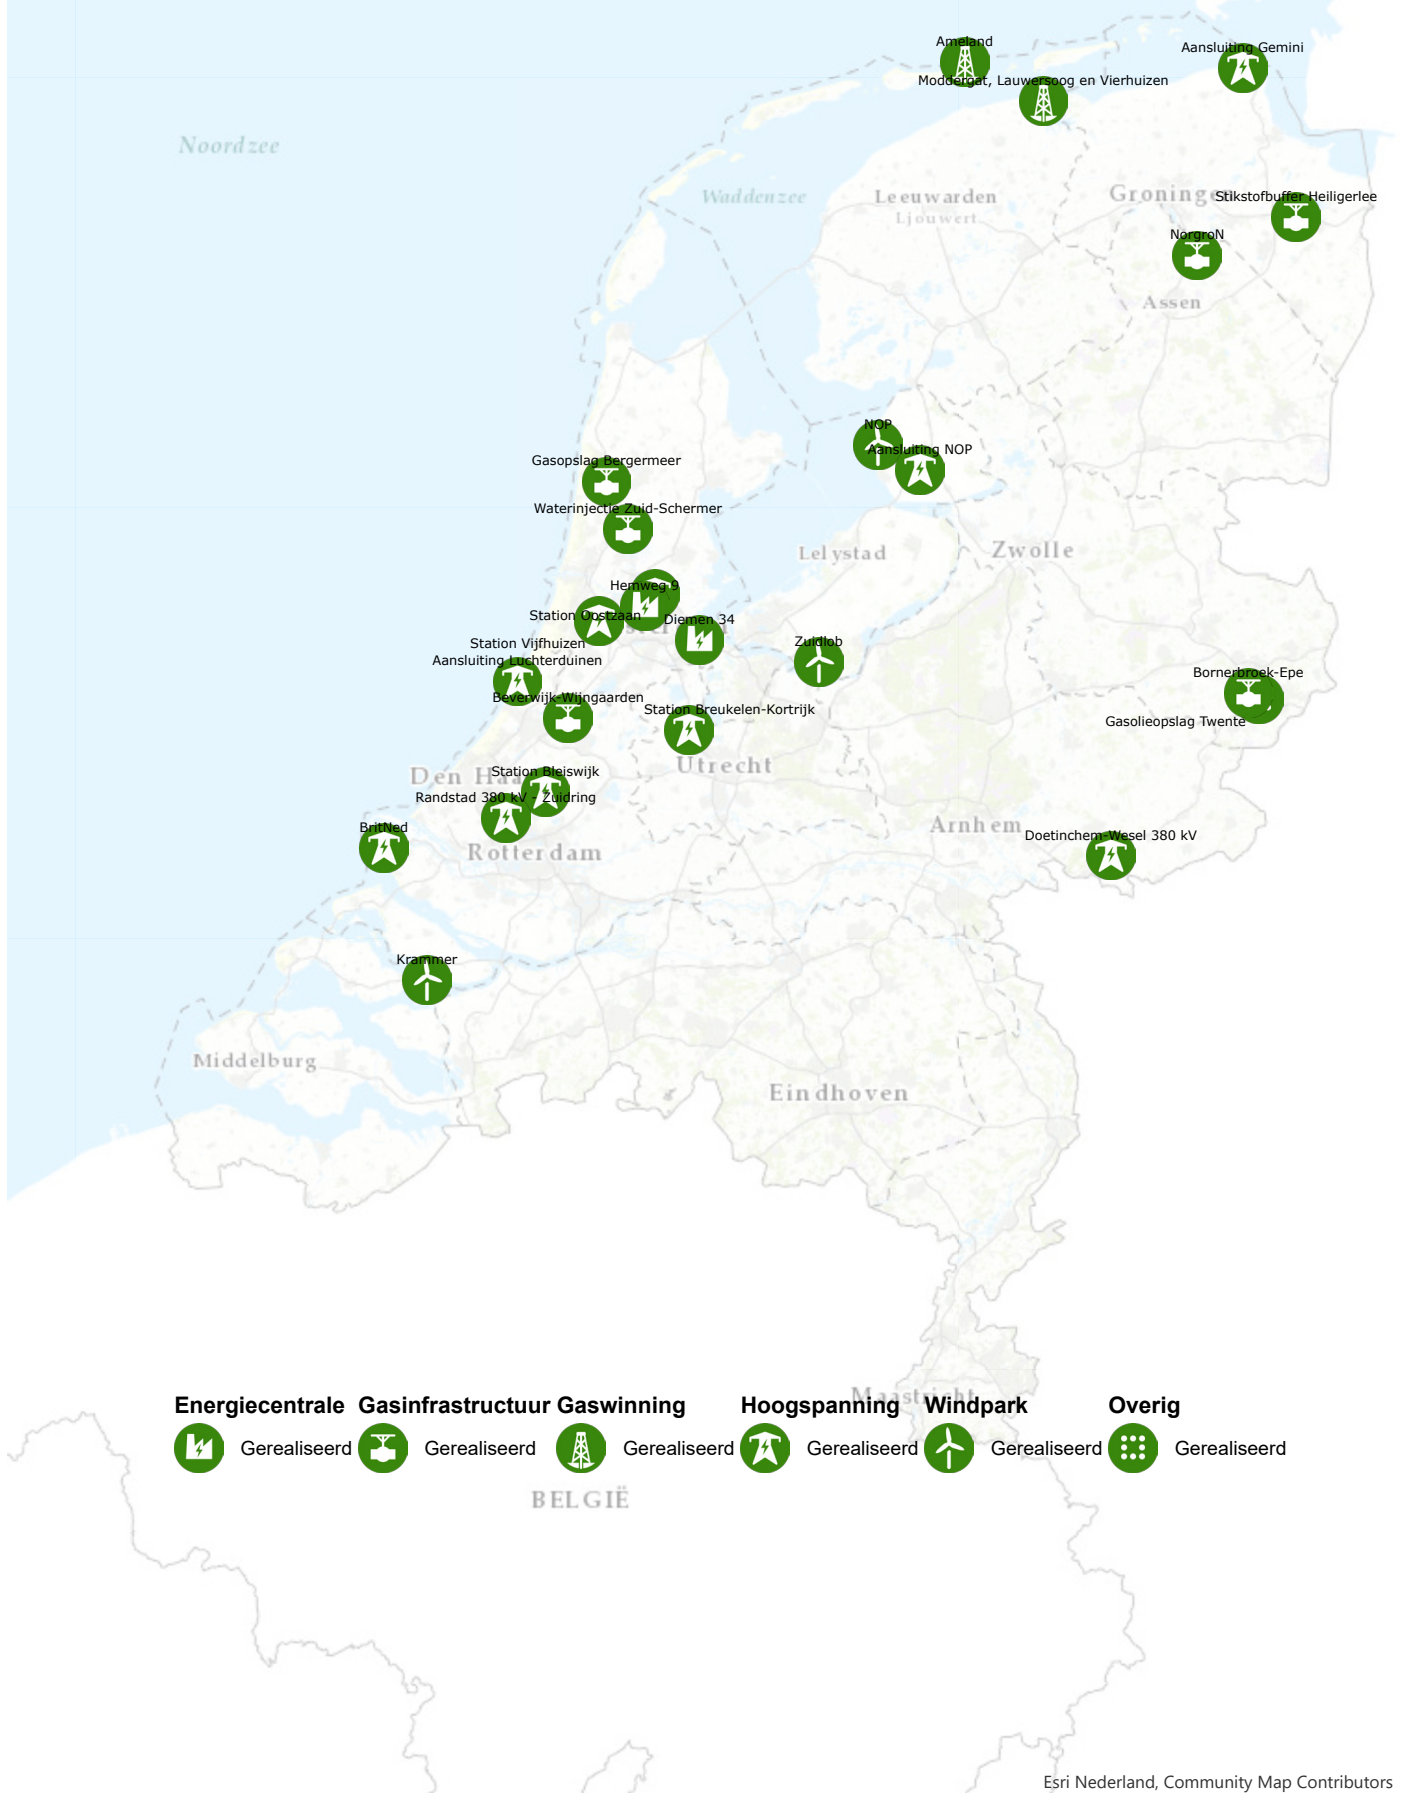 Ameland
Aansluiting Gemini
Moddergat, Lauwersoog en Vierhuizen
Noordzee
Waddenzee
Leeuwarden
Ljouwert
Groningen
Stikstofbuffer Heiligerlee
NorgroN
Assen
NOP
Aansluiting NOP
Gasopslag Bergermeer
Waterinjectie Zuid-Schermer
Lelystad
Zwolle
Hemweg 9
Station Oostzaan
Diemen 34
Station Vijfhuizen
Zuidlob
Aansluiting Luchterduinen
Bornerbroek-Epe
Beverwijk-Wijngaarden
Station Breukelen-Kortrijk
Gasolieopslag Twente
Utrecht
Den Haa
Station Bleiswijk
Randstad 380 kV - Zuidring
BritNed
Arnhem
Doetinchem-Wesel 380 kV
Rotterdam
Krammer
Middelburg
Eindhoven
Maastricht
Energiecentrale Gasinfrastructuur Gaswinning Hoogspanning Windpark Overig
Gerealiseerd Gerealiseerd Gerealiseerd Gerealiseerd Gerealiseerd Gerealiseerd
BELGIË
Esri Nederland, Community Map Contributors